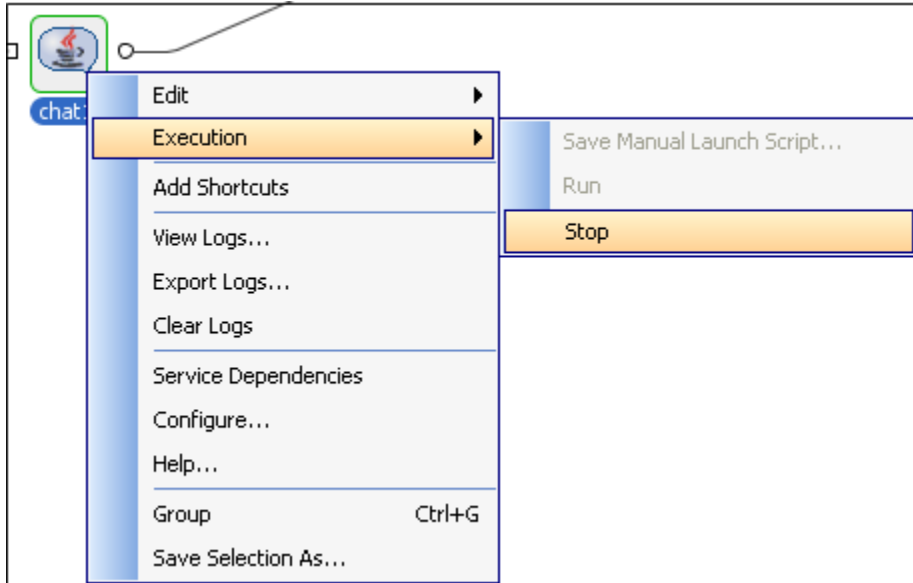 chat
Edit
Execution
Add Shortcuts
View Logs...
Export Logs...
Clear Logs
Service Dependencies
Configure...
Help...
Group Ctrl+G
Save Selection As...
Save Manual Launch Script...
Run
Stop